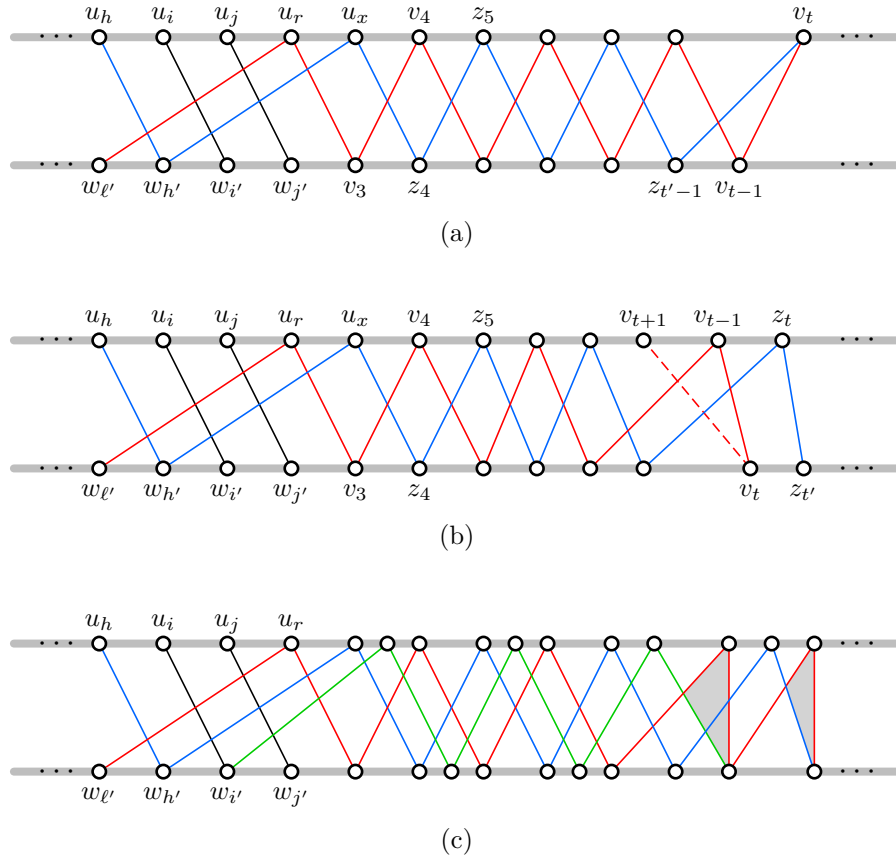 ··· u_h u_i u_j u_r u_x v_4 z_5 v_t ···
··· w_{ℓ'} w_{h'} w_{i'} w_{j'} v_3 z_4 z_{t'−1} v_{t−1} ···
(a)
··· u_h u_i u_j u_r u_x v_4 z_5 v_{t+1} v_{t−1} z_t ···
··· w_{ℓ'} w_{h'} w_{i'} w_{j'} v_3 z_4 v_t z_{t'} ···
(b)
··· u_h u_i u_j u_r ···
··· w_{ℓ'} w_{h'} w_{i'} w_{j'} ···
(c)